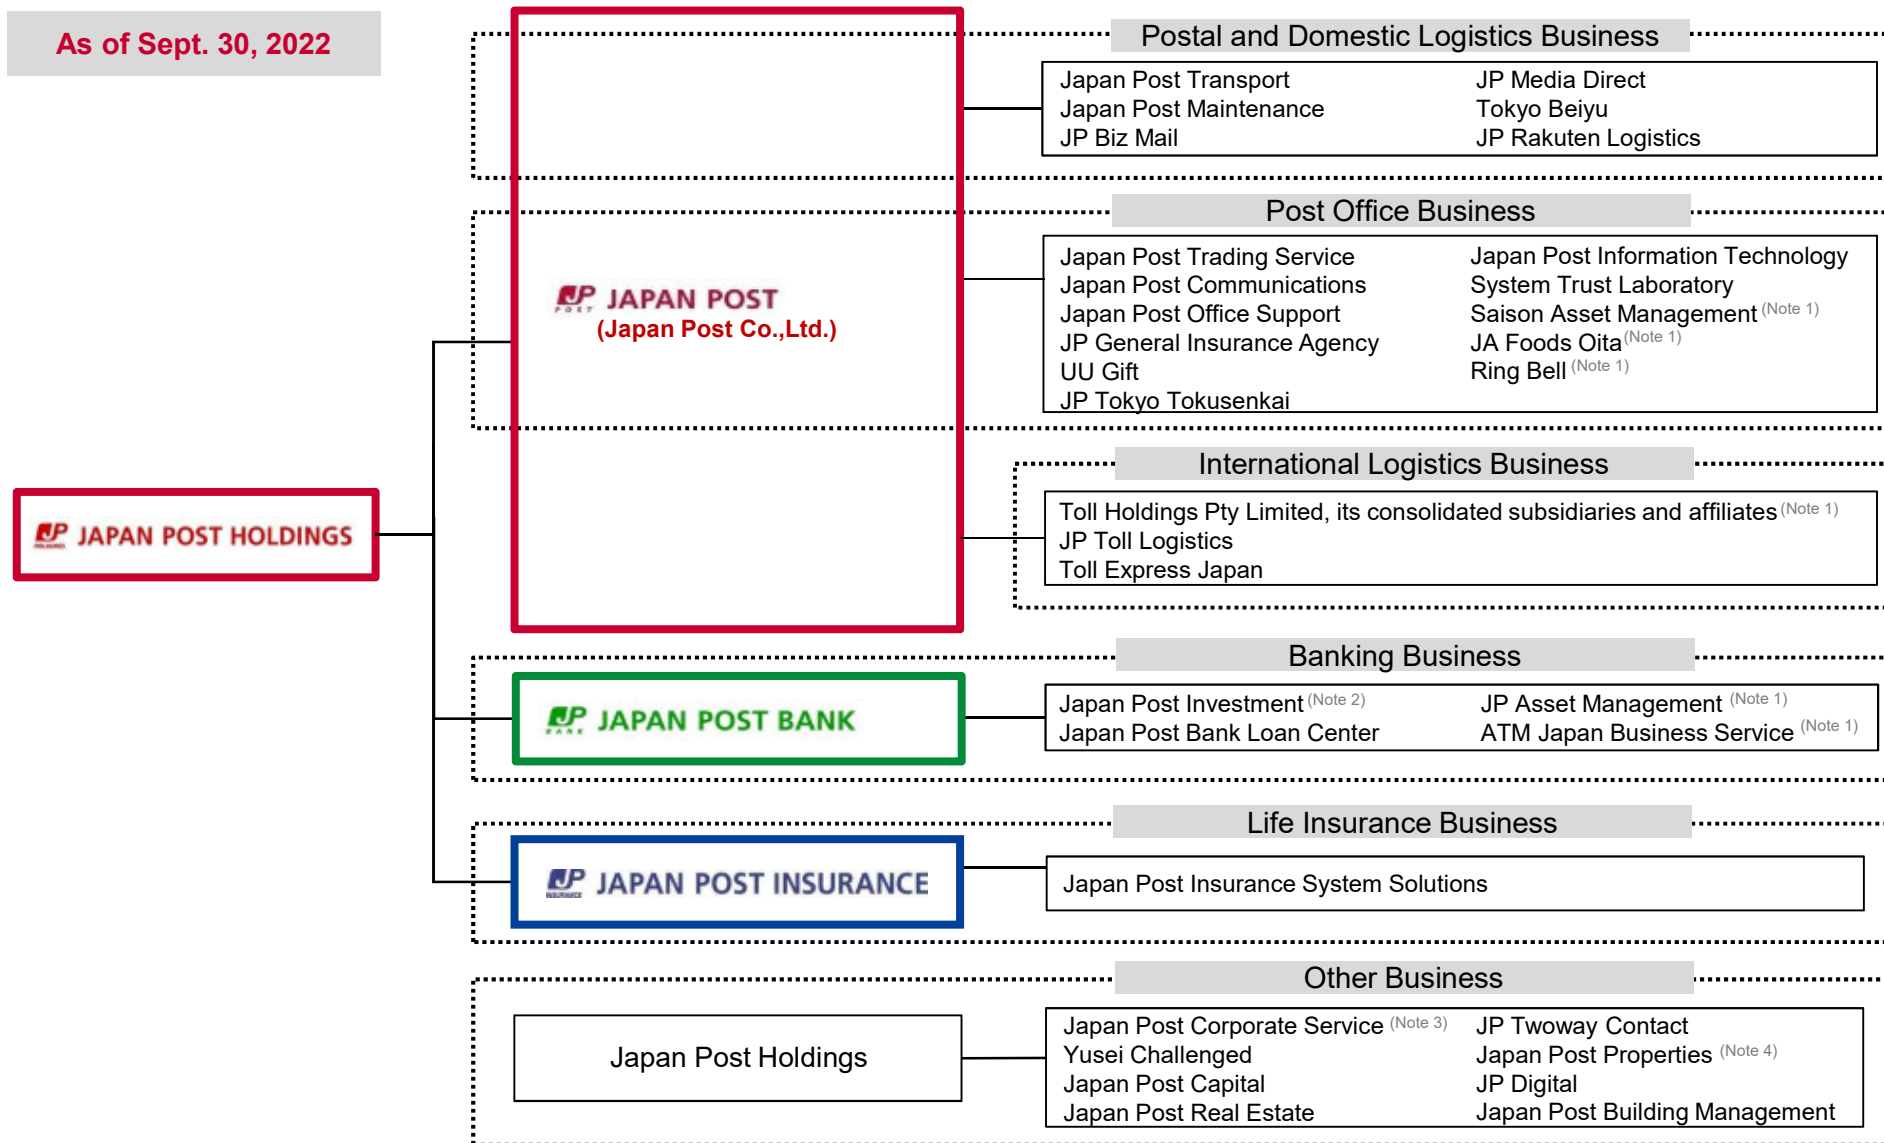 As of Sept. 30, 2022
Postal and Domestic Logistics Business
Japan Post Transport
Japan Post Maintenance
JP Biz Mail
JP Media Direct
Tokyo Beiyu
JP Rakuten Logistics
Post Office Business
JP POST JAPAN POST
(Japan Post Co.,Ltd.)
Japan Post Trading Service
Japan Post Communications
Japan Post Office Support
JP General Insurance Agency
UU Gift
JP Tokyo Tokusenkai
Japan Post Information Technology
System Trust Laboratory
Saison Asset Management (Note 1)
JA Foods Oita (Note 1)
Ring Bell (Note 1)
International Logistics Business
Toll Holdings Pty Limited, its consolidated subsidiaries and affiliates (Note 1)
JP Toll Logistics
Toll Express Japan
JP JAPAN POST HOLDINGS
Banking Business
JP BANK JAPAN POST BANK
Japan Post Investment (Note 2)
Japan Post Bank Loan Center
JP Asset Management (Note 1)
ATM Japan Business Service (Note 1)
Life Insurance Business
JP INSURANCE JAPAN POST INSURANCE
Japan Post Insurance System Solutions
Other Business
Japan Post Holdings
Japan Post Corporate Service (Note 3)
Yusei Challenged
Japan Post Capital
Japan Post Real Estate
JP Twoway Contact
Japan Post Properties (Note 4)
JP Digital
Japan Post Building Management